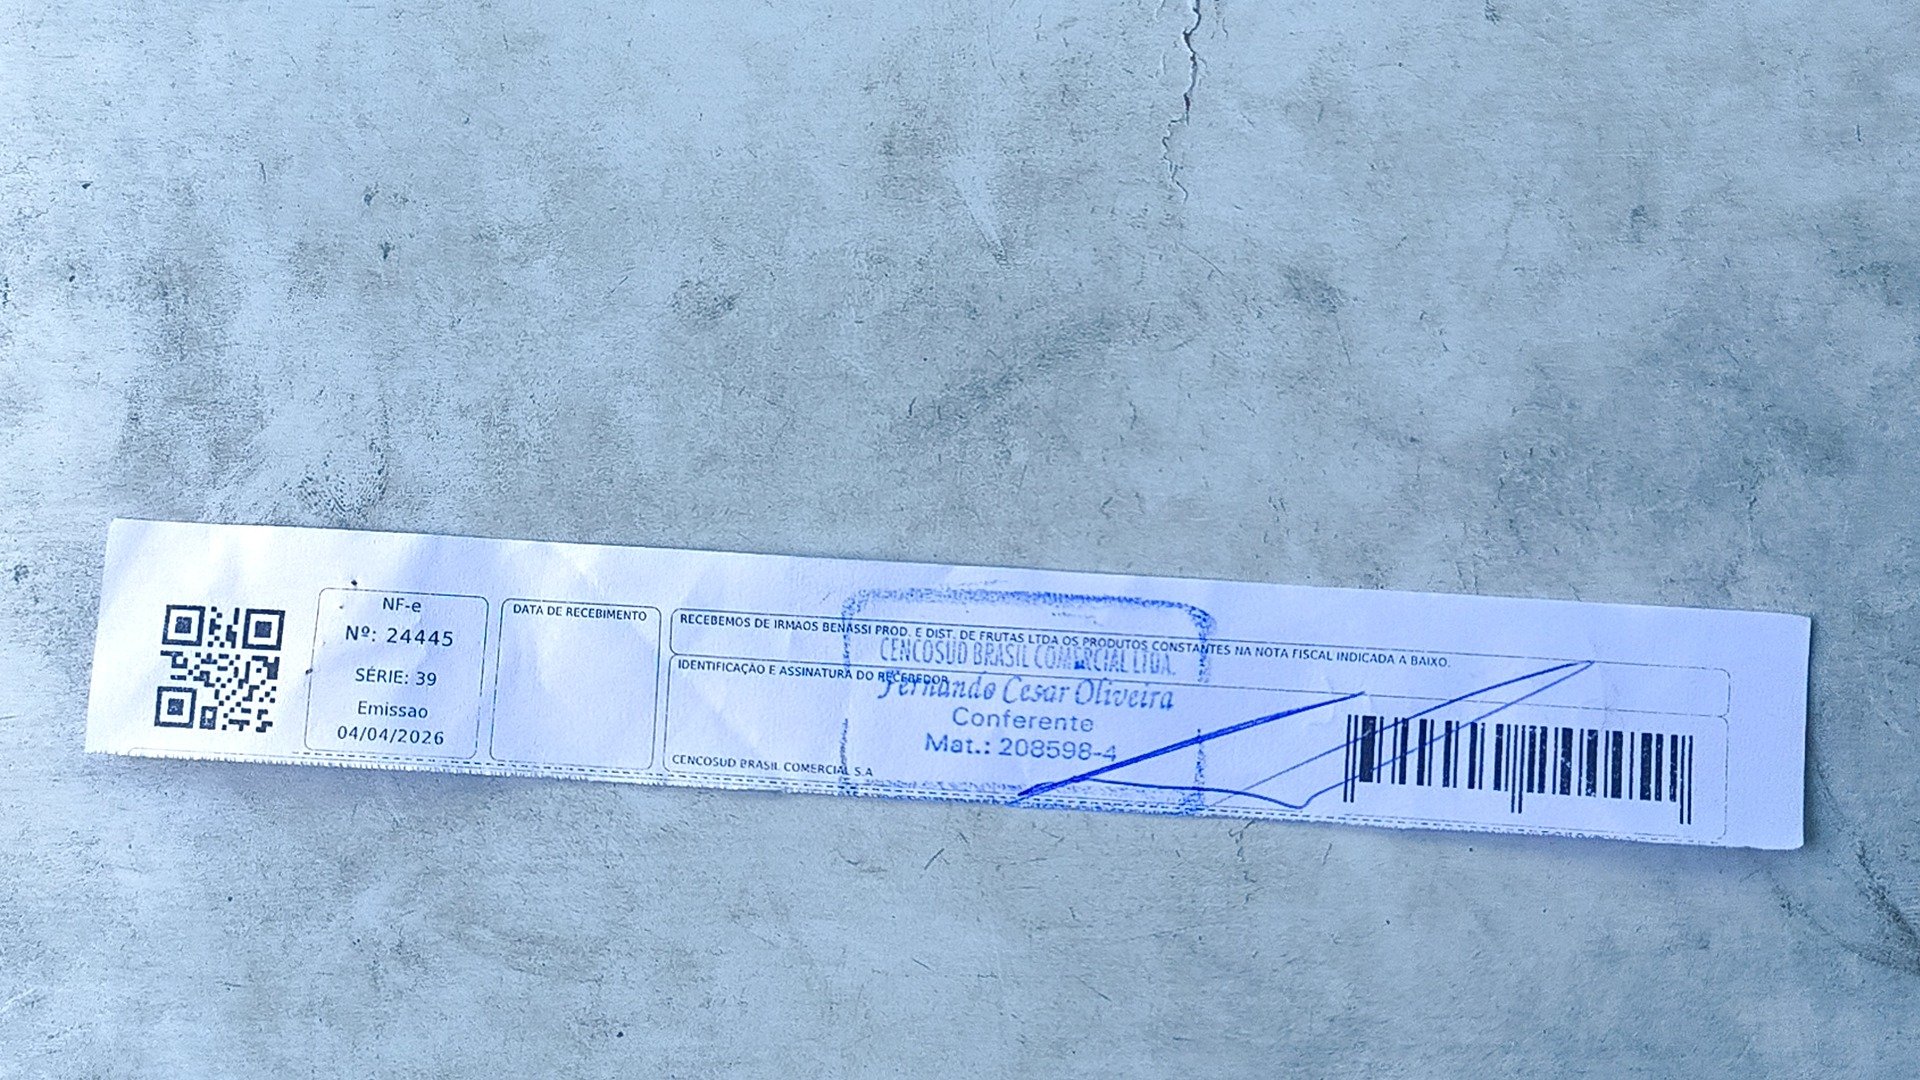 NF-e
Nº: 24445
SÉRIE: 39
Emissao
04/04/2026
DATA DE RECEBIMENTO
RECEBEMOS DE IRMAOS BENASSI PROD. E DIST. DE FRUTAS LTDA OS PRODUTOS CONSTANTES NA NOTA FISCAL INDICADA A BAIXO.
IDENTIFICAÇÃO E ASSINATURA DO RECEBEDOR
CENCOSUD BRASIL COMERCIAL LTDA.
Fernando Cesar Oliveira
Conferente
Mat.: 208598-4
CENCOSUD BRASIL COMERCIAL S.A